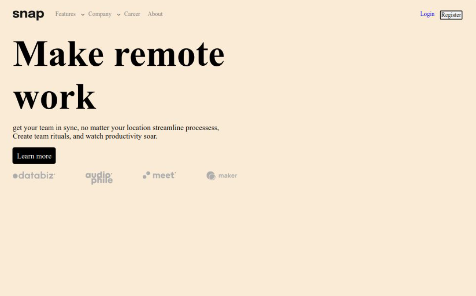 snap Features Company Career About Login Register
Make remote
work
get your team in sync, no matter your location streamline processess,
Create team rituals, and watch productivity soar.
Learn more
databiz audiophile meet maker